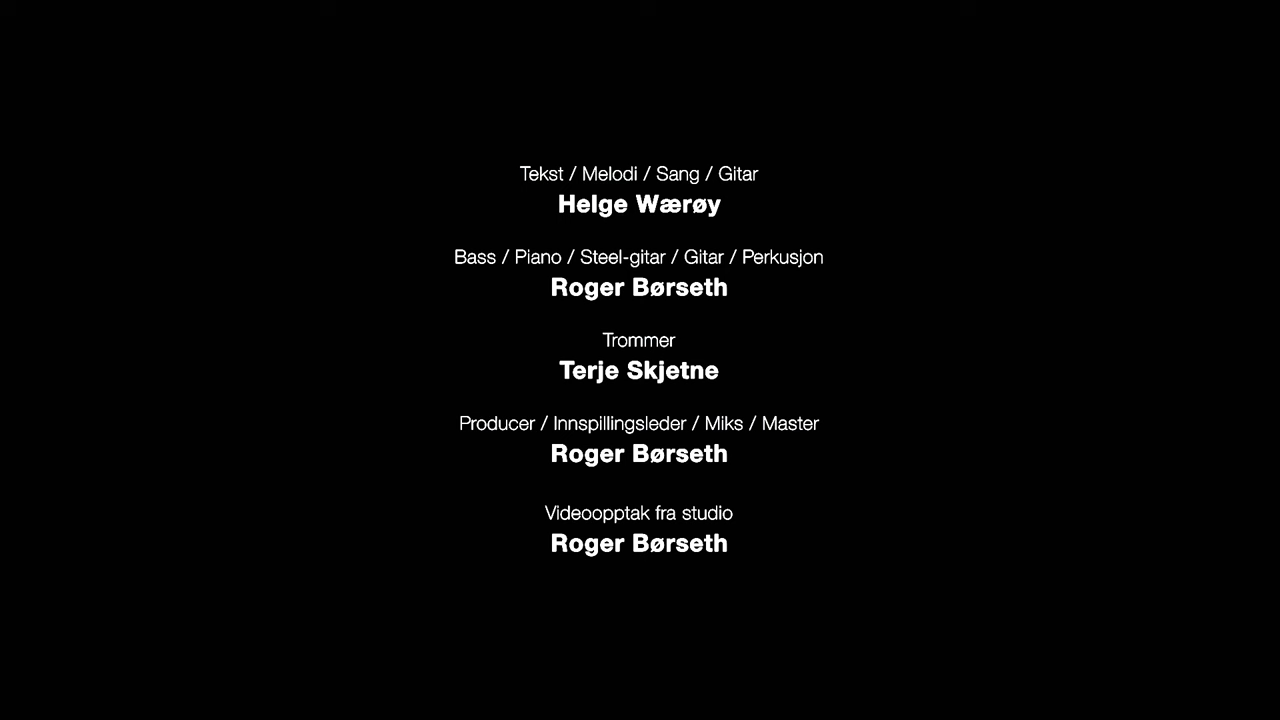 Tekst / Melodi / Sang / Gitar
Helge Wærøy
Bass / Piano / Steel-gitar / Gitar / Perkusjon
Roger Børseth
Trommer
Terje Skjetne
Producer / Innspillingsleder / Miks / Master
Roger Børseth
Videoopptak fra studio
Roger Børseth